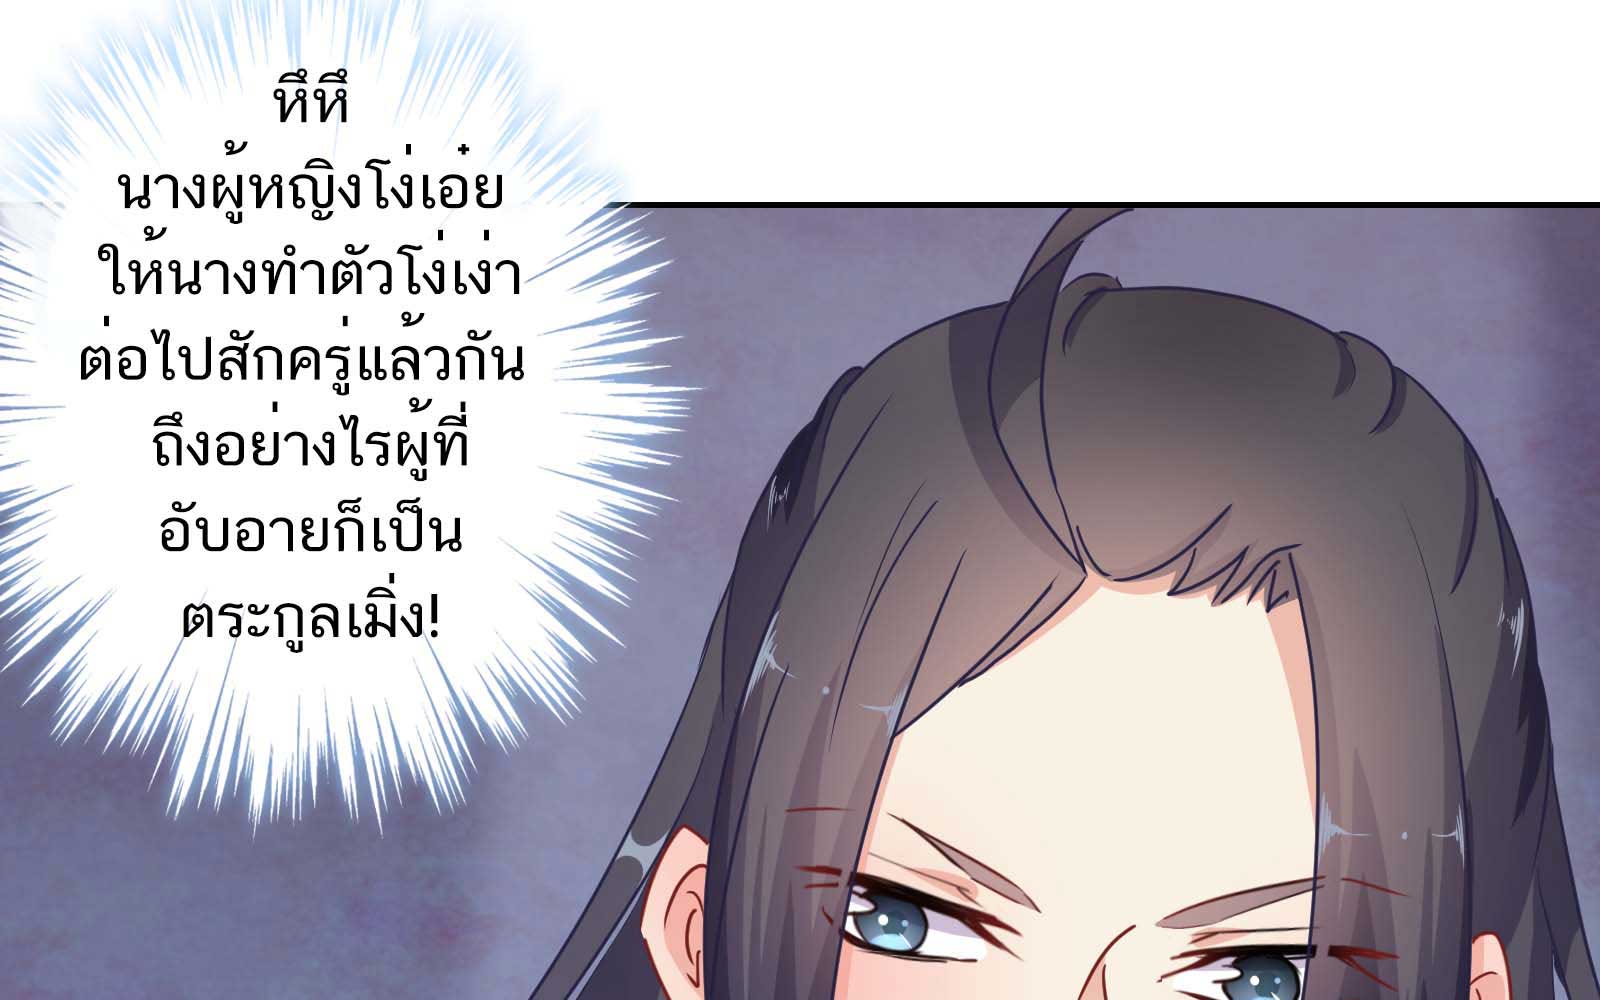 หึหึ
นางผู้หญิงโง่เอ๋ย
ให้นางทำตัวโง่เง่า
ต่อไปสักครู่แล้วกัน
ถึงอย่างไรผู้ที่
อับอายก็เป็น
ตระกูลเมิ่ง!